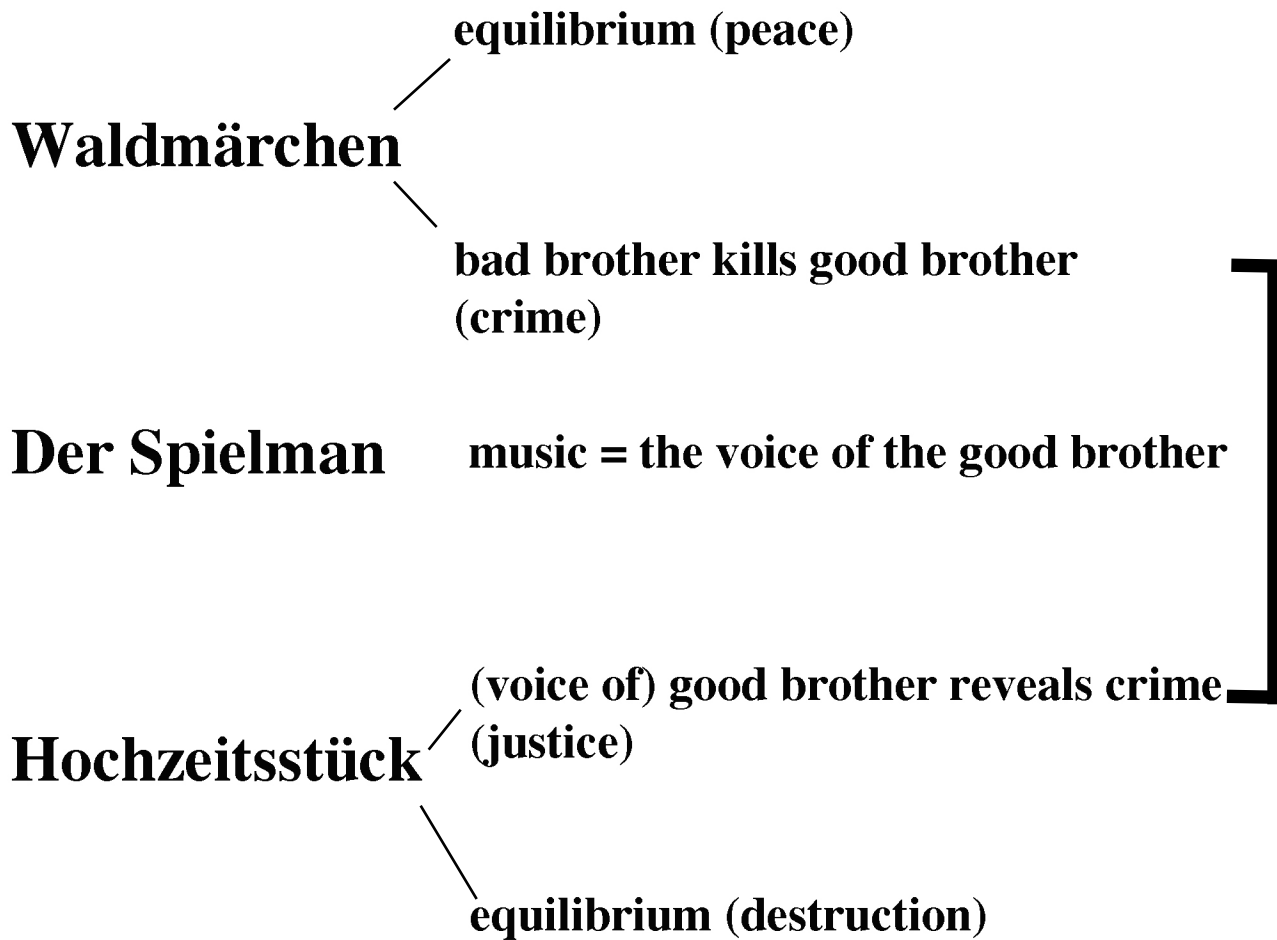 equilibrium (peace)
Waldmärchen
bad brother kills good brother
(crime)
Der Spielman
music = the voice of the good brother
(voice of) good brother reveals crime
(justice)
Hochzeitsstück
equilibrium (destruction)